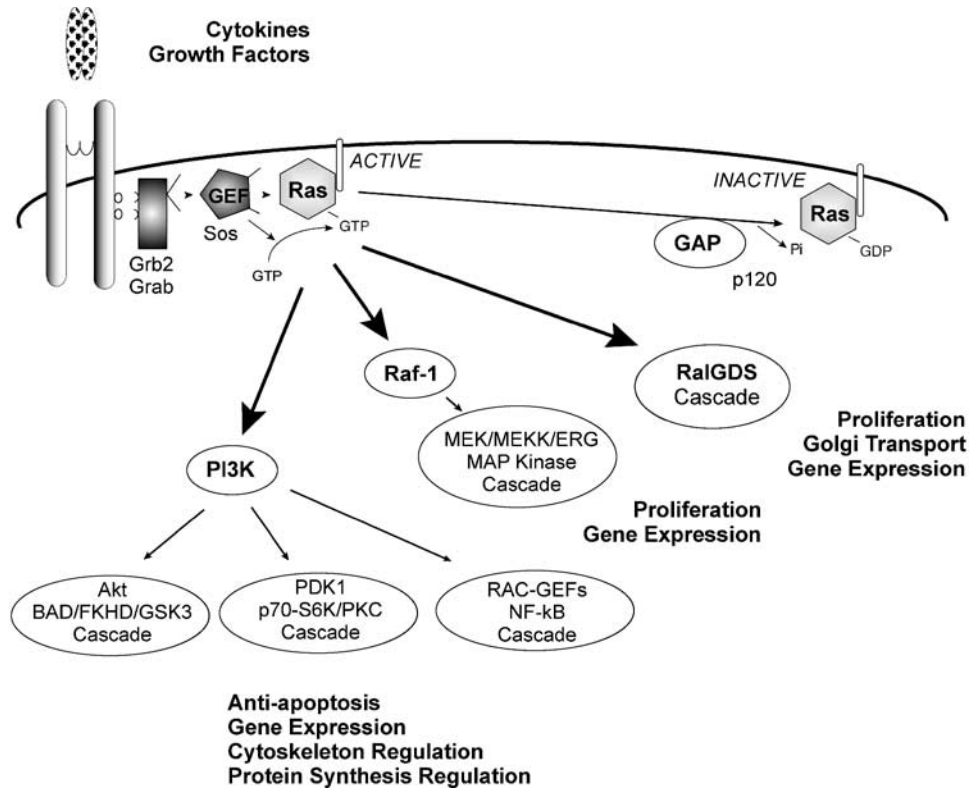 Cytokines
Growth Factors
ACTIVE
INACTIVE
GEF
Ras
Ras
Sos
GTP
GAP
Pi
GDP
GTP
Grb2
Grab
p120
Raf-1
RalGDS
Cascade
MEK/MEKK/ERG
MAP Kinase
Cascade
Proliferation
Golgi Transport
Gene Expression
PI3K
Proliferation
Gene Expression
Akt
BAD/FKHD/GSK3
Cascade
PDK1
p70-S6K/PKC
Cascade
RAC-GEFs
NF-kB
Cascade
Anti-apoptosis
Gene Expression
Cytoskeleton Regulation
Protein Synthesis Regulation